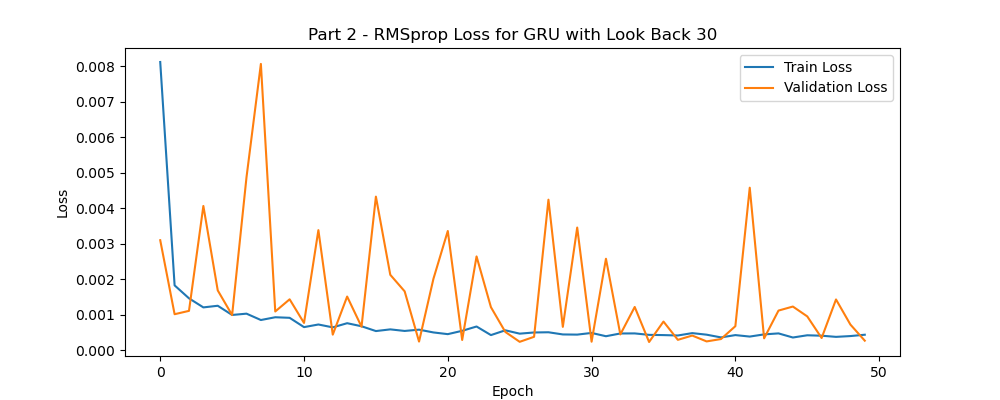 Part 2 - RMSprop Loss for GRU with Look Back 30
Train Loss
Validation Loss
0.008
0.007
0.006
0.005
0.004
0.003
0.002
0.001
0.000
Loss
0 10 20 30 40 50
Epoch